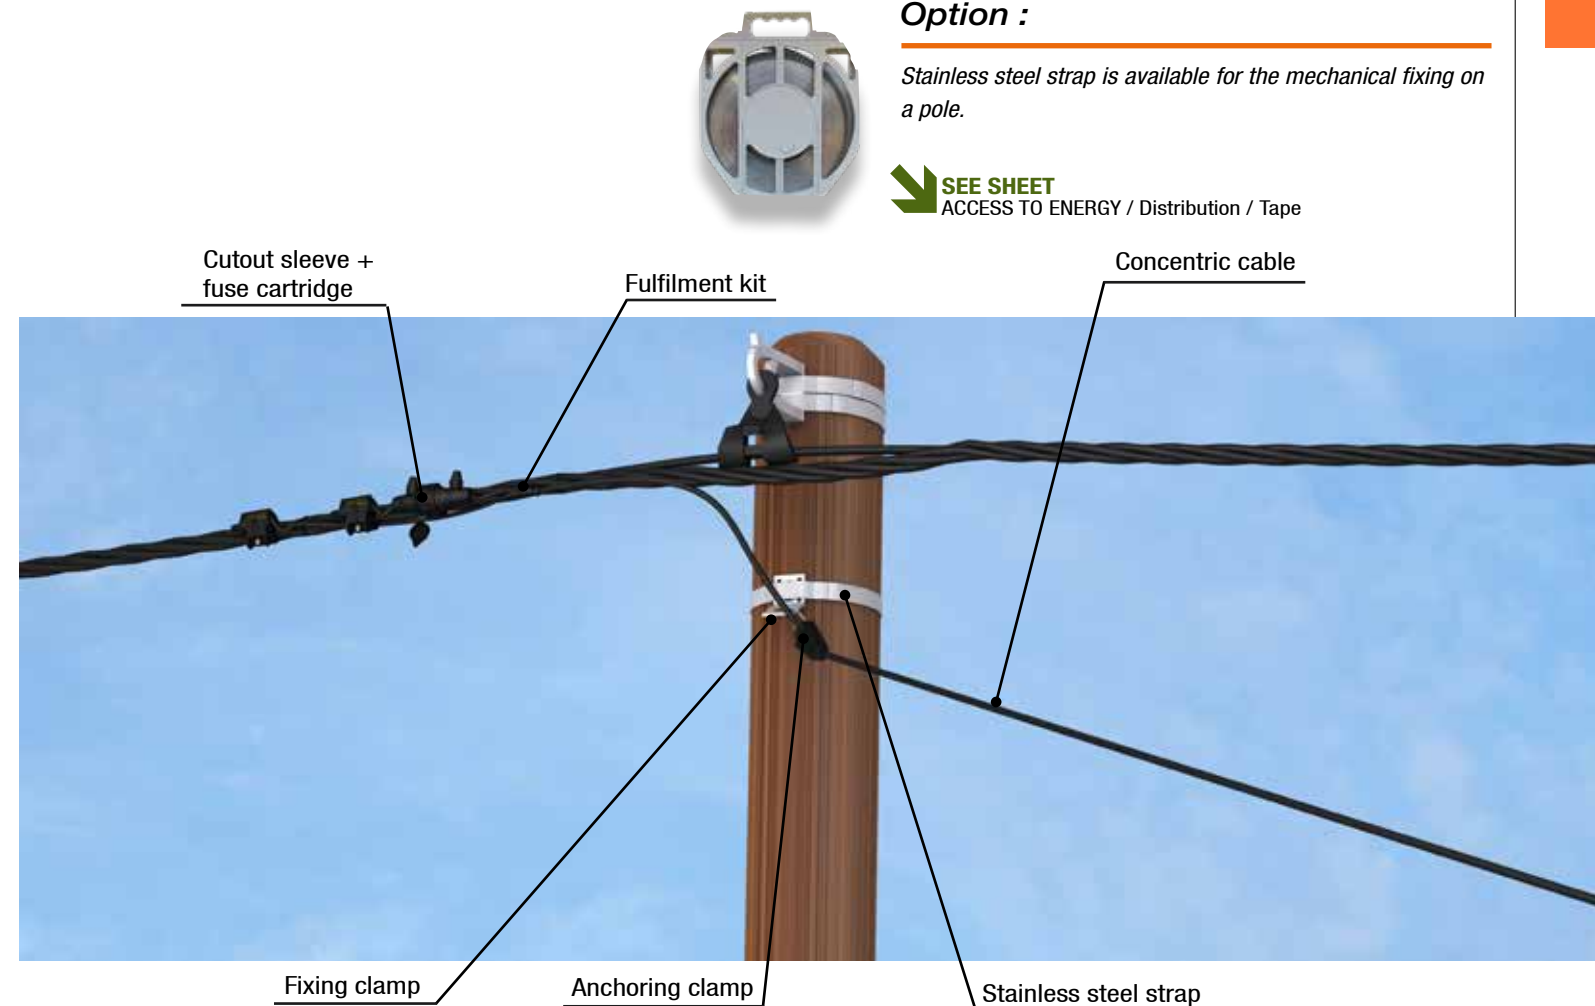 Option :
Stainless steel strap is available for the mechanical fixing on
a pole.
SEE SHEET
ACCESS TO ENERGY / Distribution / Tape
Cutout sleeve +
fuse cartridge
Fulfilment kit
Concentric cable
Fixing clamp
Anchoring clamp
Stainless steel strap